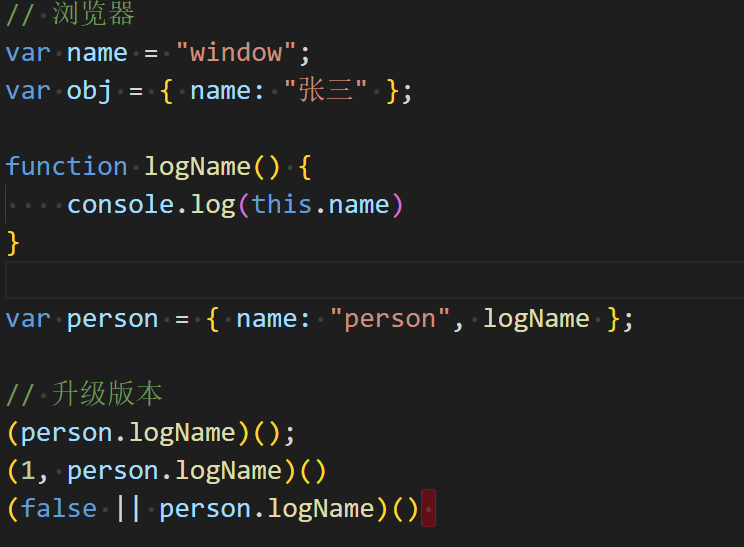 // 浏览器
var name = "window";
var obj = { name: "张三" };
function logName() {
    console.log(this.name)
}
var person = { name: "person", logName };
// 升级版本
(person.logName)();
(1, person.logName)()
(false || person.logName)()